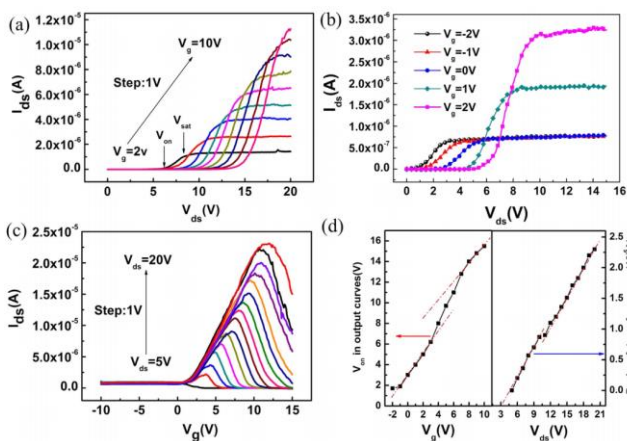 (a)
I_ds(A)
1.2x10⁻⁵
1.0x10⁻⁵
8.0x10⁻⁶
6.0x10⁻⁶
4.0x10⁻⁶
2.0x10⁻⁶
0.0
V_g=10V
Step:1V
V_g=2v
V_on
V_sat
0 5 10 15 20
V_ds(V)
(b)
I_ds(A)
4.0x10⁻⁶
3.5x10⁻⁶
3.0x10⁻⁶
2.5x10⁻⁶
2.0x10⁻⁶
1.5x10⁻⁶
1.0x10⁻⁶
5.0x10⁻⁷
0.0
V_g=-2V
V_g=-1V
V_g=0V
V_g=1V
V_g=2V
0 2 4 6 8 10 12 14
V_ds(V)
(c)
I_ds(A)
2.5x10⁻⁵
2.0x10⁻⁵
1.5x10⁻⁵
1.0x10⁻⁵
5.0x10⁻⁶
0.0
V_ds=20V
Step:1V
V_ds=5V
-10 -5 0 5 10 15
V_g(V)
(d)
V_on in output curves(V)
16
14
12
10
8
6
4
2
0
-2 0 2 4 6 8 10
V_g(V)
3 6 9 12 15 18 21
V_ds(V)
2.5
2.0
1.5
1.0
0.5
0.0